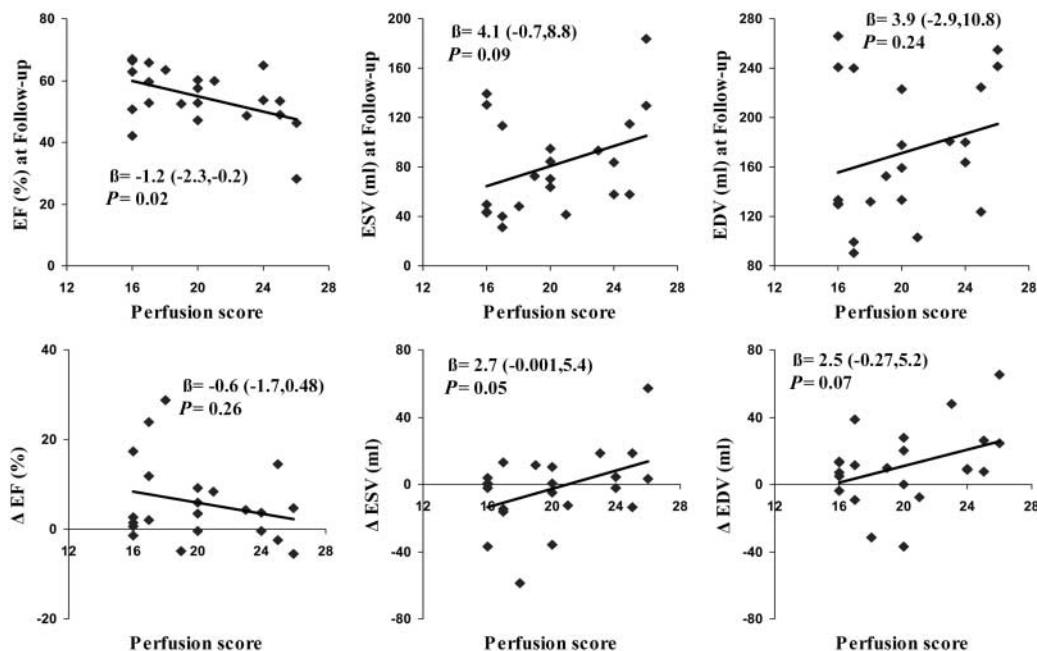 EF (%) at Follow-up
80
60
40
20
0
ß= -1.2 (-2.3,-0.2)
P= 0.02
12 16 20 24 28
Perfusion score
ESV (ml) at Follow-up
200
160
120
80
40
0
ß= 4.1 (-0.7,8.8)
P= 0.09
12 16 20 24 28
Perfusion score
EDV (ml) at Follow-up
280
240
200
160
120
80
ß= 3.9 (-2.9,10.8)
P= 0.24
12 16 20 24 28
Perfusion score
Δ EF (%)
40
20
0
-20
ß= -0.6 (-1.7,0.48)
P= 0.26
12 16 20 24 28
Perfusion score
Δ ESV (ml)
80
40
0
-40
-80
ß= 2.7 (-0.001,5.4)
P= 0.05
12 16 20 24 28
Perfusion score
Δ EDV (ml)
80
40
0
-40
-80
ß= 2.5 (-0.27,5.2)
P= 0.07
12 16 20 24 28
Perfusion score